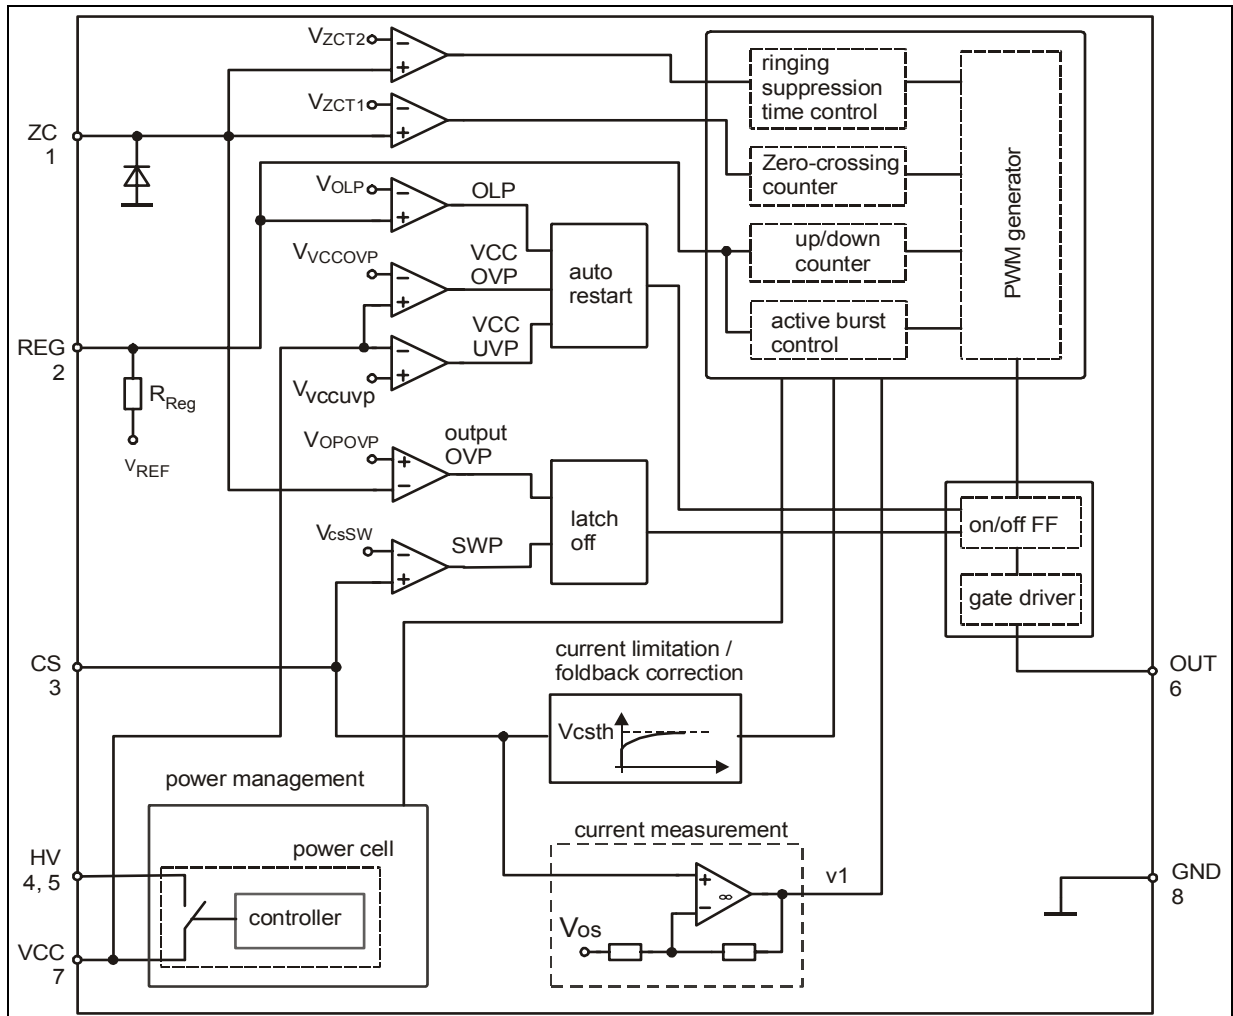 VZCT2
−
+
ringing
suppression
time control
VZCT1
−
+
ZC
1
Zero-crossing
counter
PWM generator
VOLP
−
+
OLP
up/down
counter
VVCCOVP
−
+
VCC
OVP
auto
restart
active burst
control
REG
2
−
+
VCC
UVP
Vvccuvp
RReg
VREF
VOPOVP
+
−
output
OVP
latch
off
on/off FF
VcsSW
−
+
SWP
gate driver
CS
3
current limitation /
foldback correction
OUT
6
Vcsth
power management
current measurement
HV
4, 5
power cell
controller
+
−
∞
v1
GND
8
Vos
VCC
7